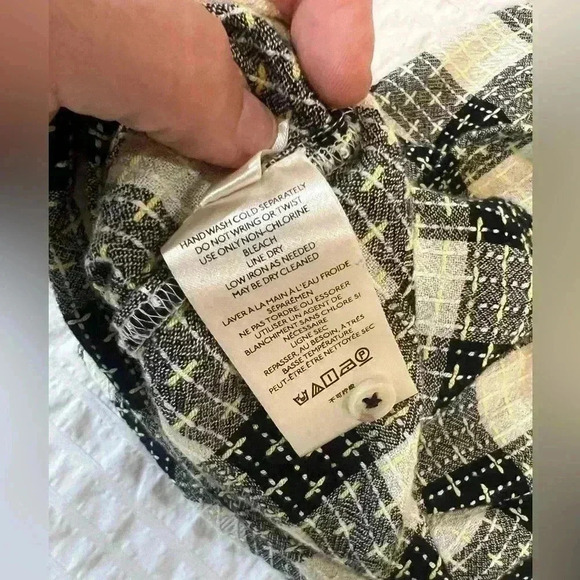 HAND WASH COLD SEPARATELY
DO NOT WRING OR TWIST
USE ONLY NON-CHLORINE
BLEACH
LINE DRY
LOW IRON AS NEEDED
MAY BE DRY CLEANED
LAVER À LA MAIN À L'EAU FROIDE
SÉPARÉMEN
NE PAS TORDRE OU ESSORER
UTILISER UN AGENT DE
BLANCHIMENT SANS CHLORE SI
NÉCESSAIRE
LIGNE SEC
REPASSER, AU BESOIN, À TRÈS
BASSE TEMPÉRATURE
PEUT-ÊTRE ÊTRE NETTOYÉE SEC